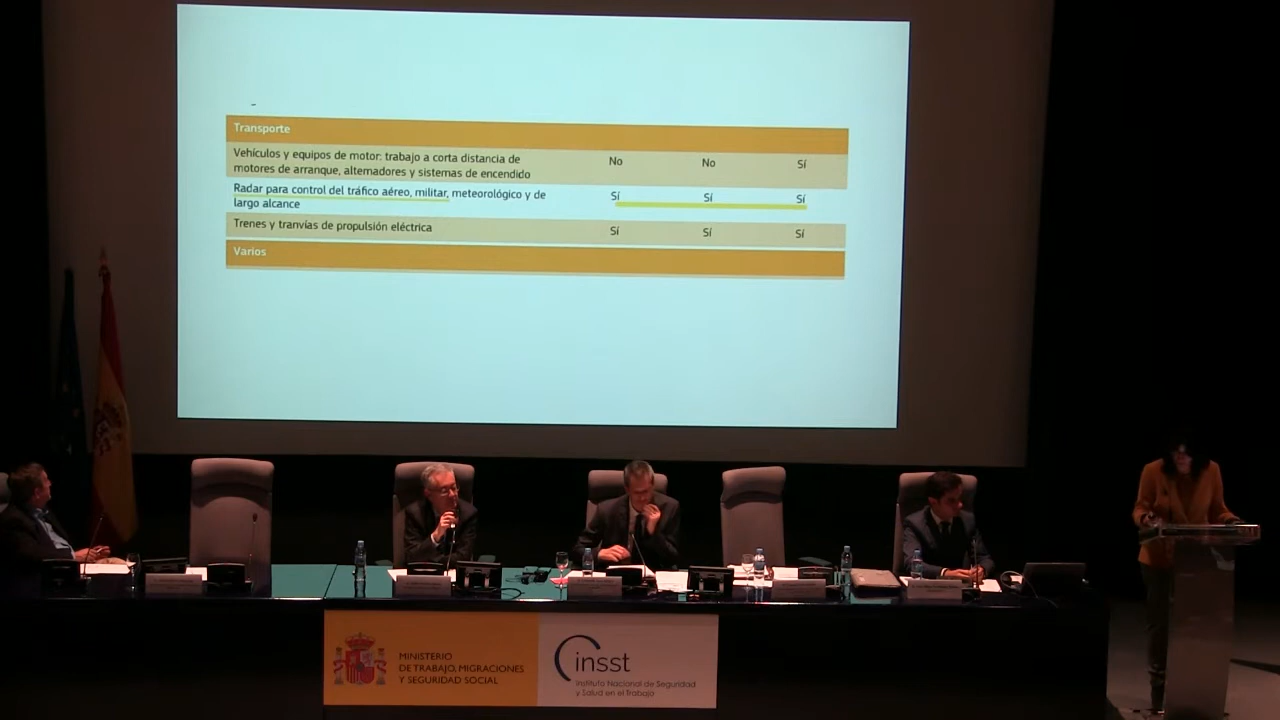 Transporte
Vehículos y equipos de motor: trabajo a corta distancia de
motores de arranque, alternadores y sistemas de encendido
No No Sí
Radar para control del tráfico aéreo, militar, meteorológico y de
largo alcance
Sí Sí Sí
Trenes y tranvías de propulsión eléctrica
Sí Sí Sí
Varios
MINISTERIO
DE TRABAJO, MIGRACIONES
Y SEGURIDAD SOCIAL
insst
Instituto Nacional de Seguridad
y Salud en el Trabajo